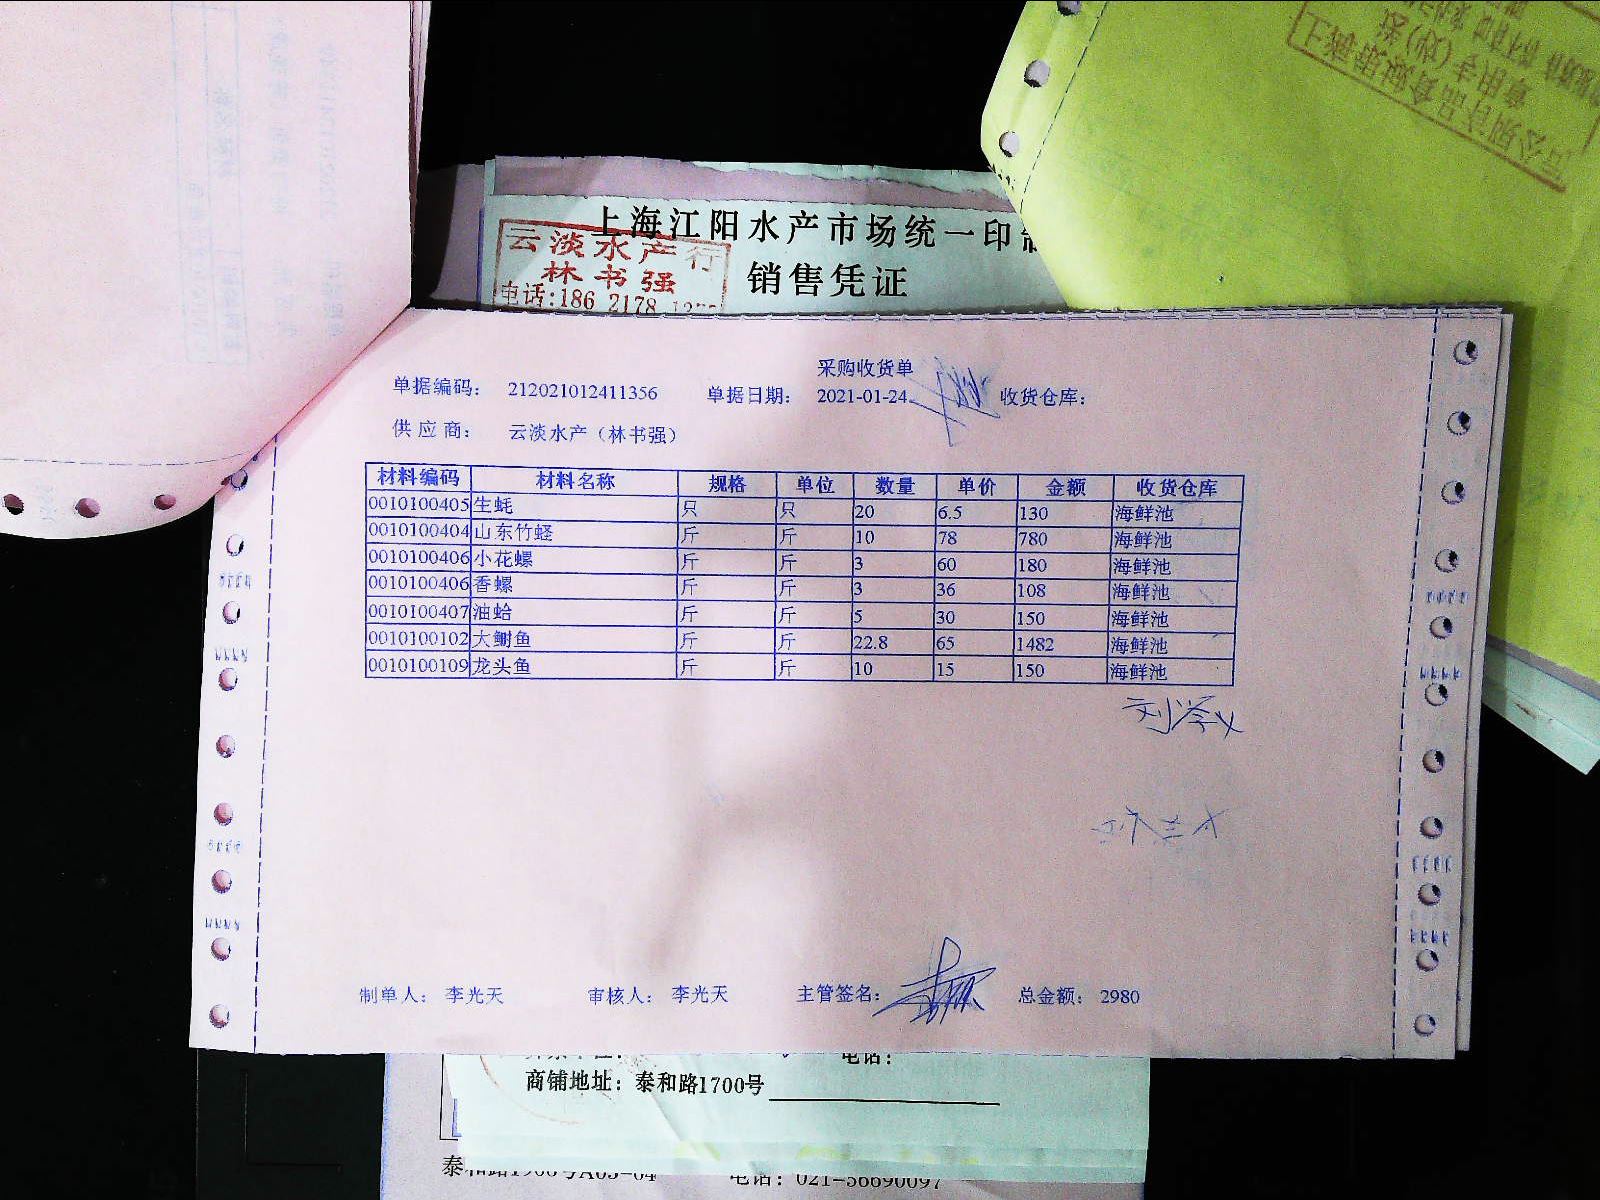 上海江阳水产市场统一印
销售凭证
云淡水产行
林书强
电话:186 2178
采购收货单
单据编码: 212021012411356 单据日期: 2021-01-24 收货仓库:
供应商: 云淡水产（林书强）
材料编码 材料名称 规格 单位 数量 单价 金额 收货仓库
0010100405 生蚝 只 只 20 6.5 130 海鲜池
0010100404 山东竹蛏 斤 斤 10 78 780 海鲜池
0010100406 小花螺 斤 斤 3 60 180 海鲜池
0010100406 香螺 斤 斤 3 36 108 海鲜池
0010100407 油蛤 斤 斤 5 30 150 海鲜池
0010100102 大鲥鱼 斤 斤 22.8 65 1482 海鲜池
0010100109 龙头鱼 斤 斤 10 15 150 海鲜池
制单人: 李光天 审核人: 李光天 主管签名: 总金额: 2980
电话:
商铺地址: 泰和路1700号
电话: 021-56690097